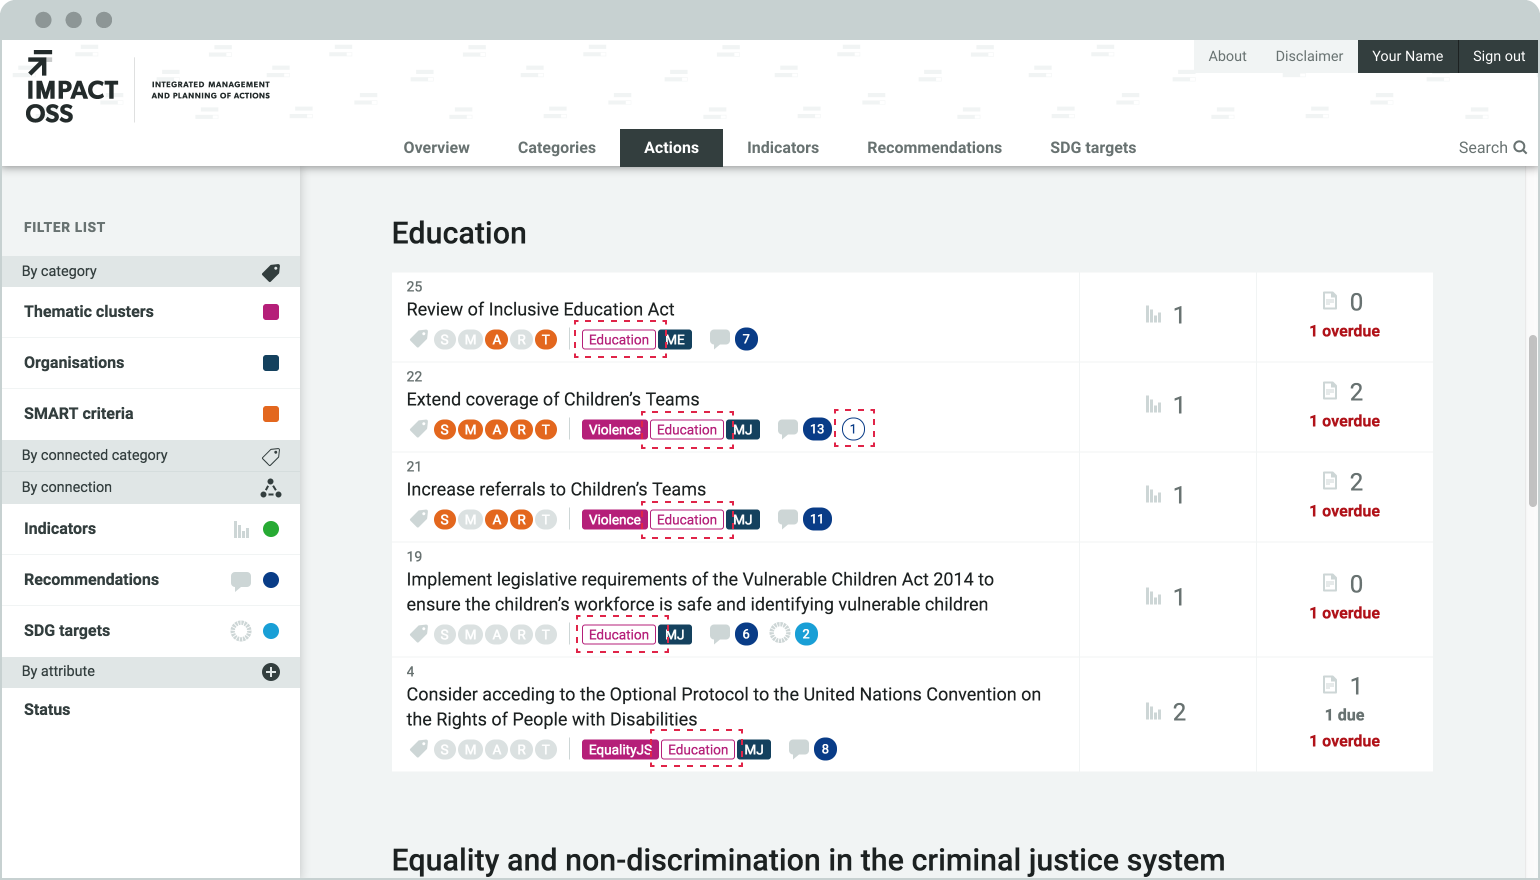 About Disclaimer Your Name Sign out
IMPACT
OSS
INTEGRATED MANAGEMENT
AND PLANNING OF ACTIONS
Overview Categories Actions Indicators Recommendations SDG targets Search
FILTER LIST
By category
Thematic clusters
Organisations
SMART criteria
By connected category
By connection
Indicators
Recommendations
SDG targets
By attribute
Status
Education
25
Review of Inclusive Education Act
S M A R T Education ME 7
1
0
1 overdue
22
Extend coverage of Children’s Teams
S M A R T Violence Education MJ 13 1
1
2
1 overdue
21
Increase referrals to Children’s Teams
S M A R T Violence Education MJ 11
1
2
1 overdue
19
Implement legislative requirements of the Vulnerable Children Act 2014 to
ensure the children’s workforce is safe and identifying vulnerable children
S M A R T Education MJ 6 2
1
0
1 overdue
4
Consider acceding to the Optional Protocol to the United Nations Convention on
the Rights of People with Disabilities
S M A R T EqualityJS Education MJ 8
2
1
1 due
1 overdue
Equality and non-discrimination in the criminal justice system